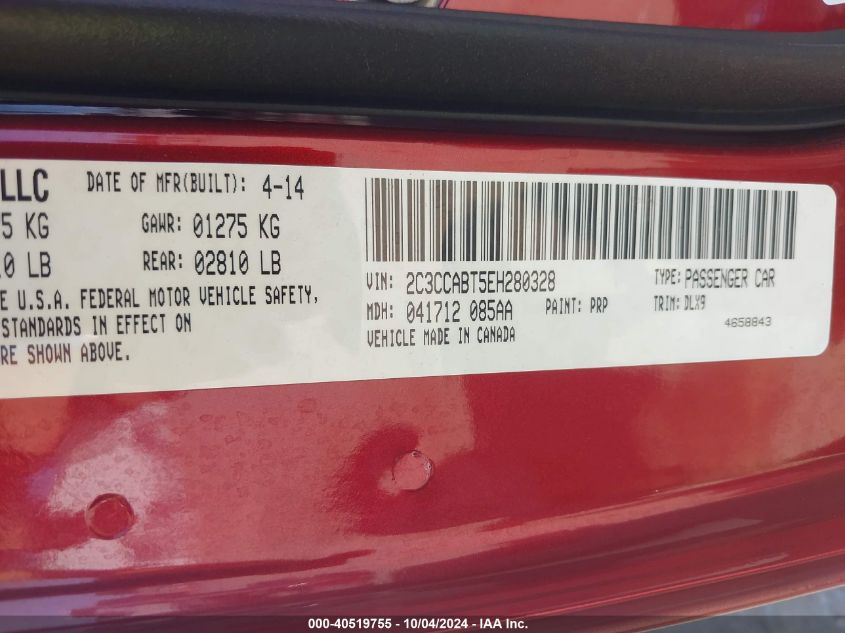 LLC DATE OF MFR(BUILT): 4-14
5 KG GAWR: 01275 KG
0 LB REAR: 02810 LB
E U.S.A. FEDERAL MOTOR VEHICLE SAFETY,
STANDARDS IN EFFECT ON
RE SHOWN ABOVE.
VIN: 2C3CCABT5EH280328 TYPE: PASSENGER CAR
MDH: 041712 085AA PAINT: PRP TRIM: DLX9
VEHICLE MADE IN CANADA 4658843
000-40519755 - 10/04/2024 - IAA Inc.